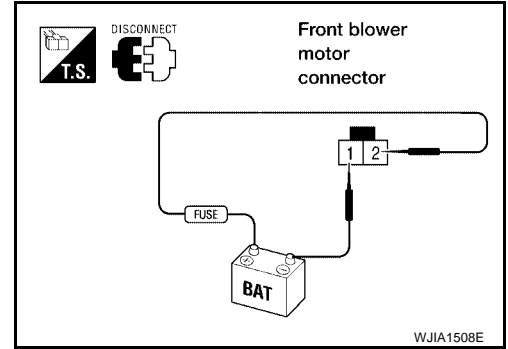 DISCONNECT
T.S.
Front blower
motor
connector
1 2
FUSE
+ -
BAT
WJIA1508E